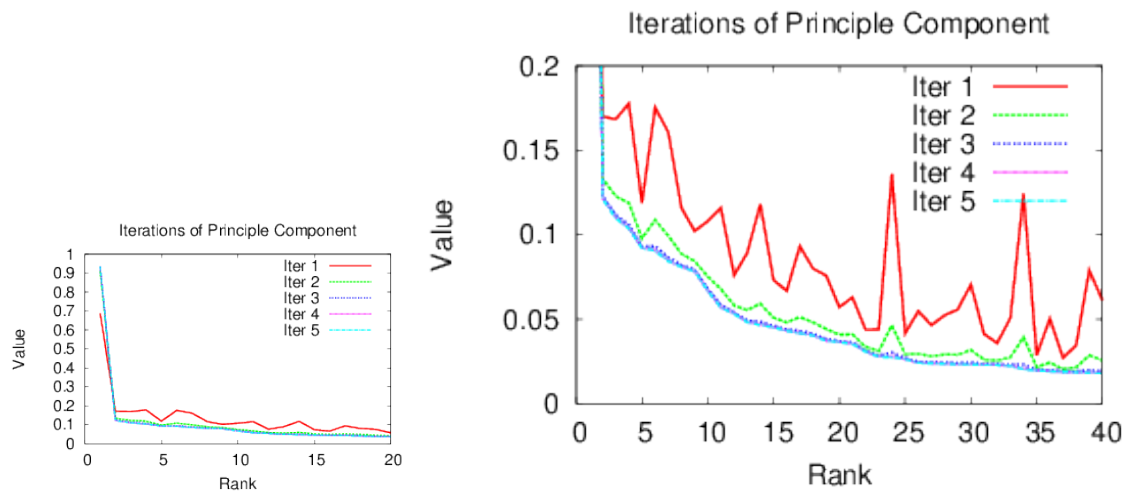 Iterations of Principle Component
1
0.9
0.8
0.7
0.6
0.5
0.4
0.3
0.2
0.1
0
Value
Iter 1
Iter 2
Iter 3
Iter 4
Iter 5
0 5 10 15 20
Rank
Iterations of Principle Component
0.2
0.15
0.1
0.05
0
Value
Iter 1
Iter 2
Iter 3
Iter 4
Iter 5
0 5 10 15 20 25 30 35 40
Rank